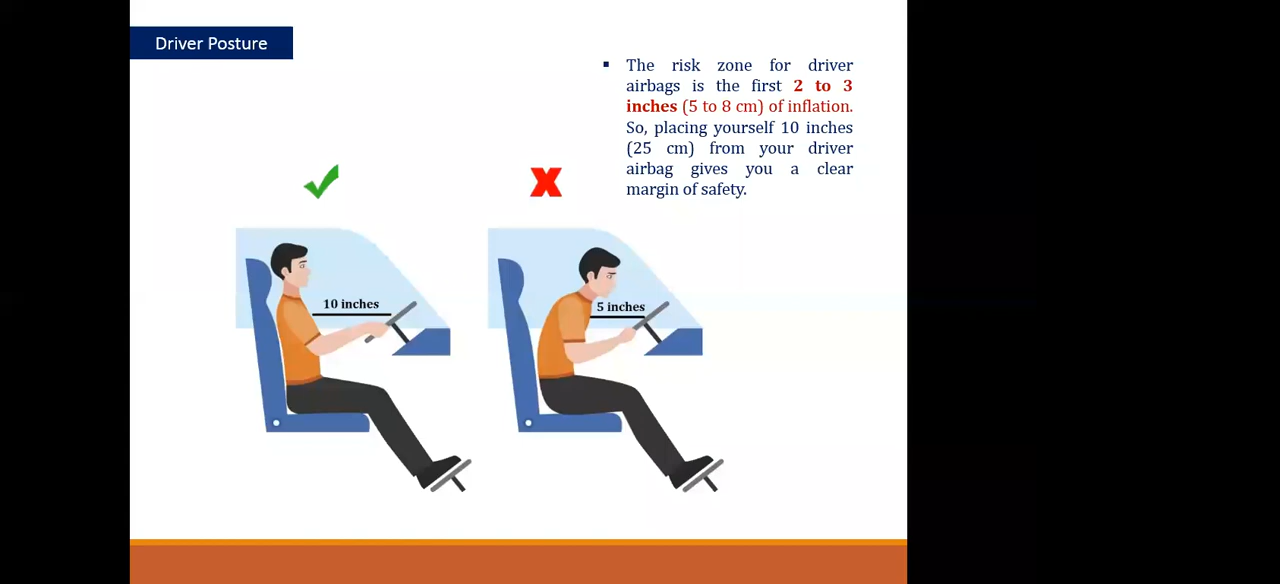 Driver Posture
▪ The risk zone for driver
airbags is the first 2 to 3
inches (5 to 8 cm) of inflation.
So, placing yourself 10 inches
(25 cm) from your driver
airbag gives you a clear
margin of safety.
10 inches
5 inches